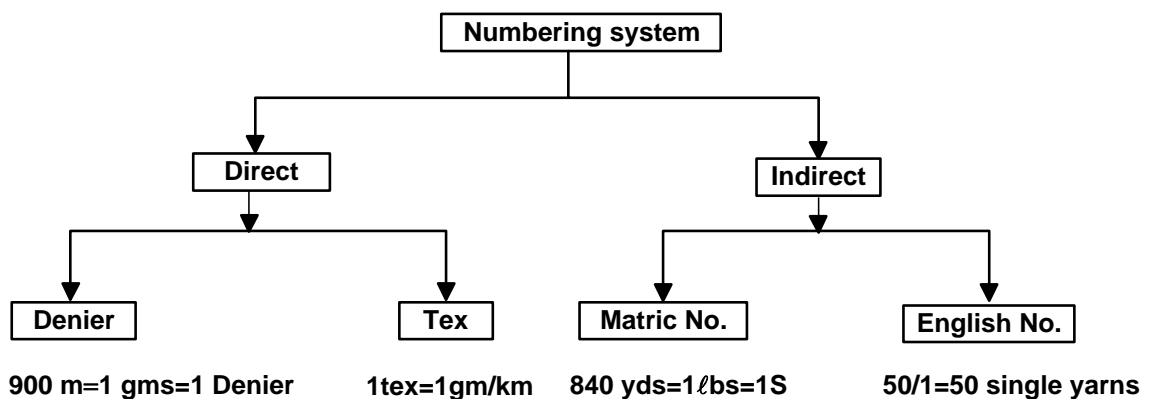 Numbering system
Direct
Indirect
Denier
Tex
Matric No.
English No.
900 m=1 gms=1 Denier
1tex=1gm/km
840 yds=1ℓbs=1S
50/1=50 single yarns